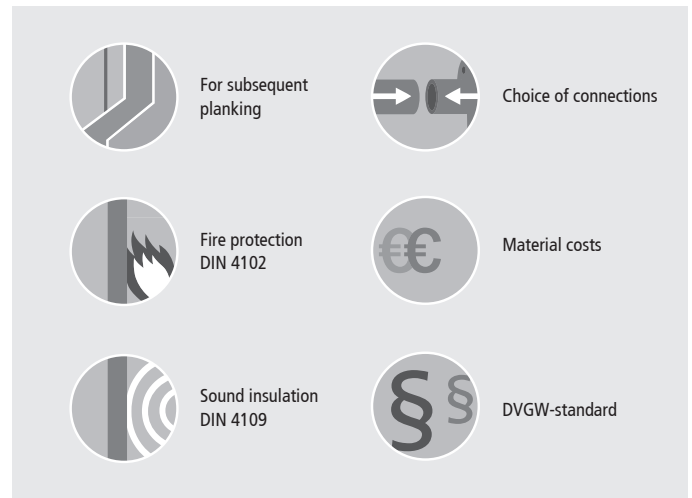 For subsequent
planking
Choice of connections
Fire protection
DIN 4102
€€
Material costs
Sound insulation
DIN 4109
§§
DVGW-standard